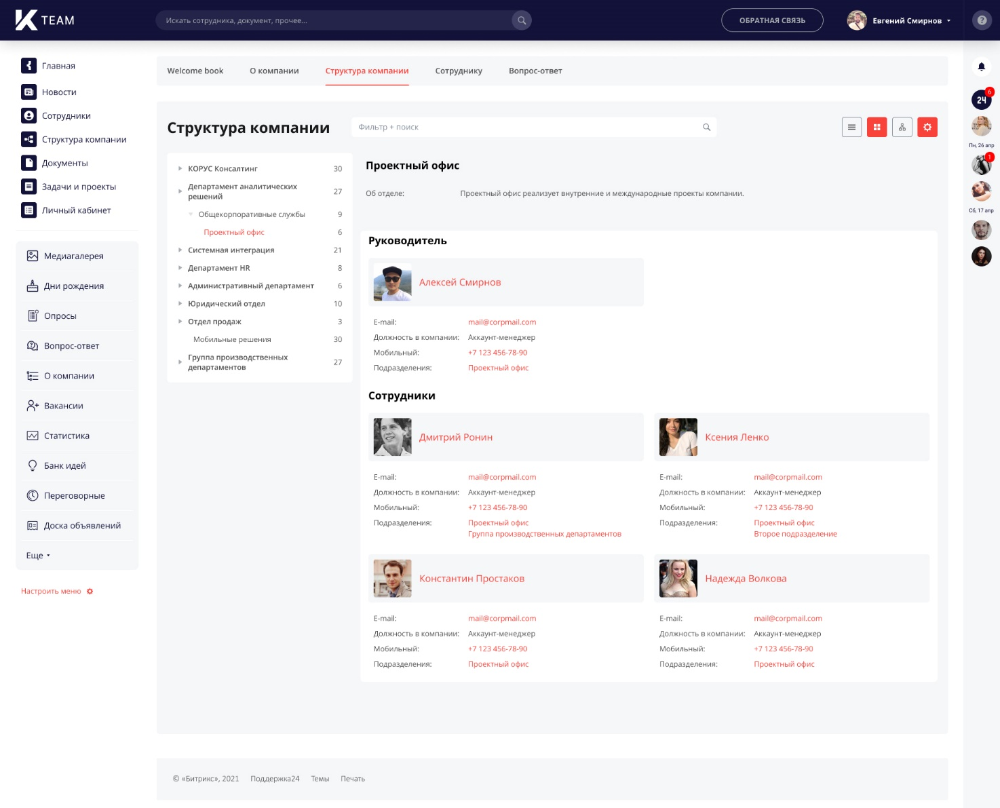 TEAM
Искать сотрудника, документ, прочее...
ОБРАТНАЯ СВЯЗЬ
Евгений Смирнов
Главная
Новости
Сотрудники
Структура компании
Документы
Задачи и проекты
Личный кабинет
Медиагалерея
Дни рождения
Опросы
Вопрос-ответ
О компании
Вакансии
Статистика
Банк идей
Переговорные
Доска объявлений
Еще
Настроить меню
Welcome book
О компании
Структура компании
Сотруднику
Вопрос-ответ
Структура компании
Фильтр + поиск
КОРУС Консалтинг 30
Департамент аналитических
решений 27
Общекорпоративные службы 9
Проектный офис 6
Системная интеграция 21
Департамент HR 8
Административный департамент 6
Юридический отдел 10
Отдел продаж 3
Мобильные решения 30
Группа производственных
департаментов 27
Проектный офис
Об отделе: Проектный офис реализует внутренние и международные проекты компании.
Руководитель
Алексей Смирнов
E-mail: mail@corpmail.com
Должность в компании: Аккаунт-менеджер
Мобильный: +7 123 456-78-90
Подразделения: Проектный офис
Сотрудники
Дмитрий Ронин
E-mail: mail@corpmail.com
Должность в компании: Аккаунт-менеджер
Мобильный: +7 123 456-78-90
Подразделения: Проектный офис
Группа производственных департаментов
Ксения Ленко
E-mail: mail@corpmail.com
Должность в компании: Аккаунт-менеджер
Мобильный: +7 123 456-78-90
Подразделения: Проектный офис
Второе подразделение
Константин Простаков
E-mail: mail@corpmail.com
Должность в компании: Аккаунт-менеджер
Мобильный: +7 123 456-78-90
Подразделения: Проектный офис
Надежда Волкова
E-mail: mail@corpmail.com
Должность в компании: Аккаунт-менеджер
Мобильный: +7 123 456-78-90
Подразделения: Проектный офис
24
6
Пн, 26 апр
1
Сб, 17 апр
© «Битрикс», 2021 Поддержка24 Темы Печать